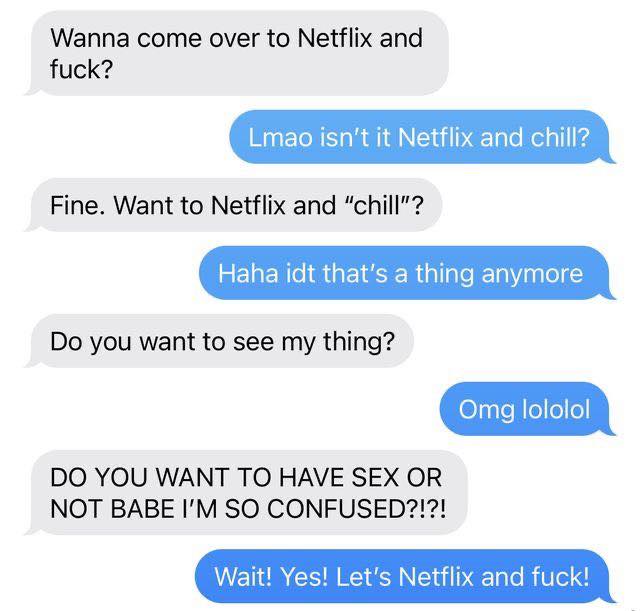 Wanna come over to Netflix and
fuck?
Lmao isn’t it Netflix and chill?
Fine. Want to Netflix and “chill”?
Haha idt that’s a thing anymore
Do you want to see my thing?
Omg lololol
DO YOU WANT TO HAVE SEX OR
NOT BABE I’M SO CONFUSED?!?!
Wait! Yes! Let’s Netflix and fuck!